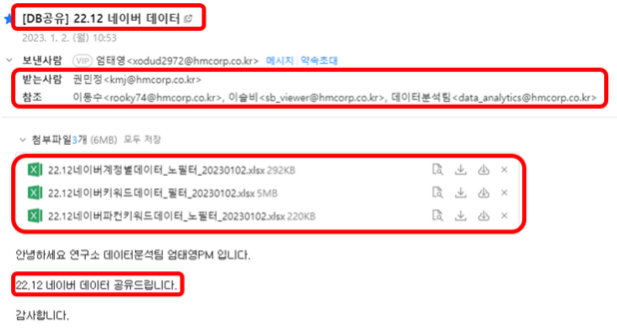 [DB공유] 22.12 네이버 데이터
2023. 1. 2. (월) 10:53
보낸사람 VIP 엄태영<xodud2972@hmcorp.co.kr> 메시지 약속초대
받는사람 권민정<kmj@hmcorp.co.kr>
참조 이동수<rooky74@hmcorp.co.kr>, 이슬비<sb_viewer@hmcorp.co.kr>, 데이터분석팀<data_analytics@hmcorp.co.kr>
첨부파일3개 (6MB) 모두 저장
22.12네이버계정별데이터_노필터_20230102.xlsx 292KB
22.12네이버키워드데이터_필터_20230102.xlsx 5MB
22.12네이버파컨키워드데이터_노필터_20230102.xlsx 220KB
안녕하세요 연구소 데이터분석팀 엄태영PM 입니다.
22.12 네이버 데이터 공유드립니다.
감사합니다.